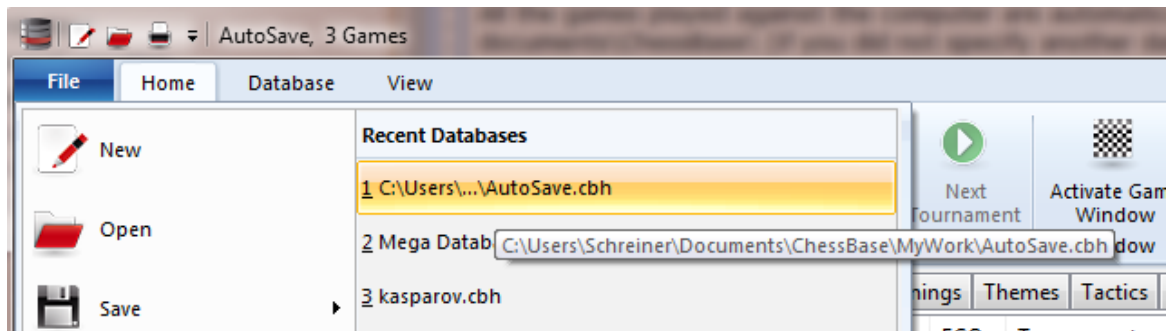 AutoSave, 3 Games
File Home Database View
New
Open
Save
Recent Databases
1 C:\Users\...\AutoSave.cbh
2 Mega Datab
C:\Users\Schreiner\Documents\ChessBase\MyWork\AutoSave.cbh
3 kasparov.cbh
Next
Tournament
Activate Gam
Window
dow
nings Themes Tactics